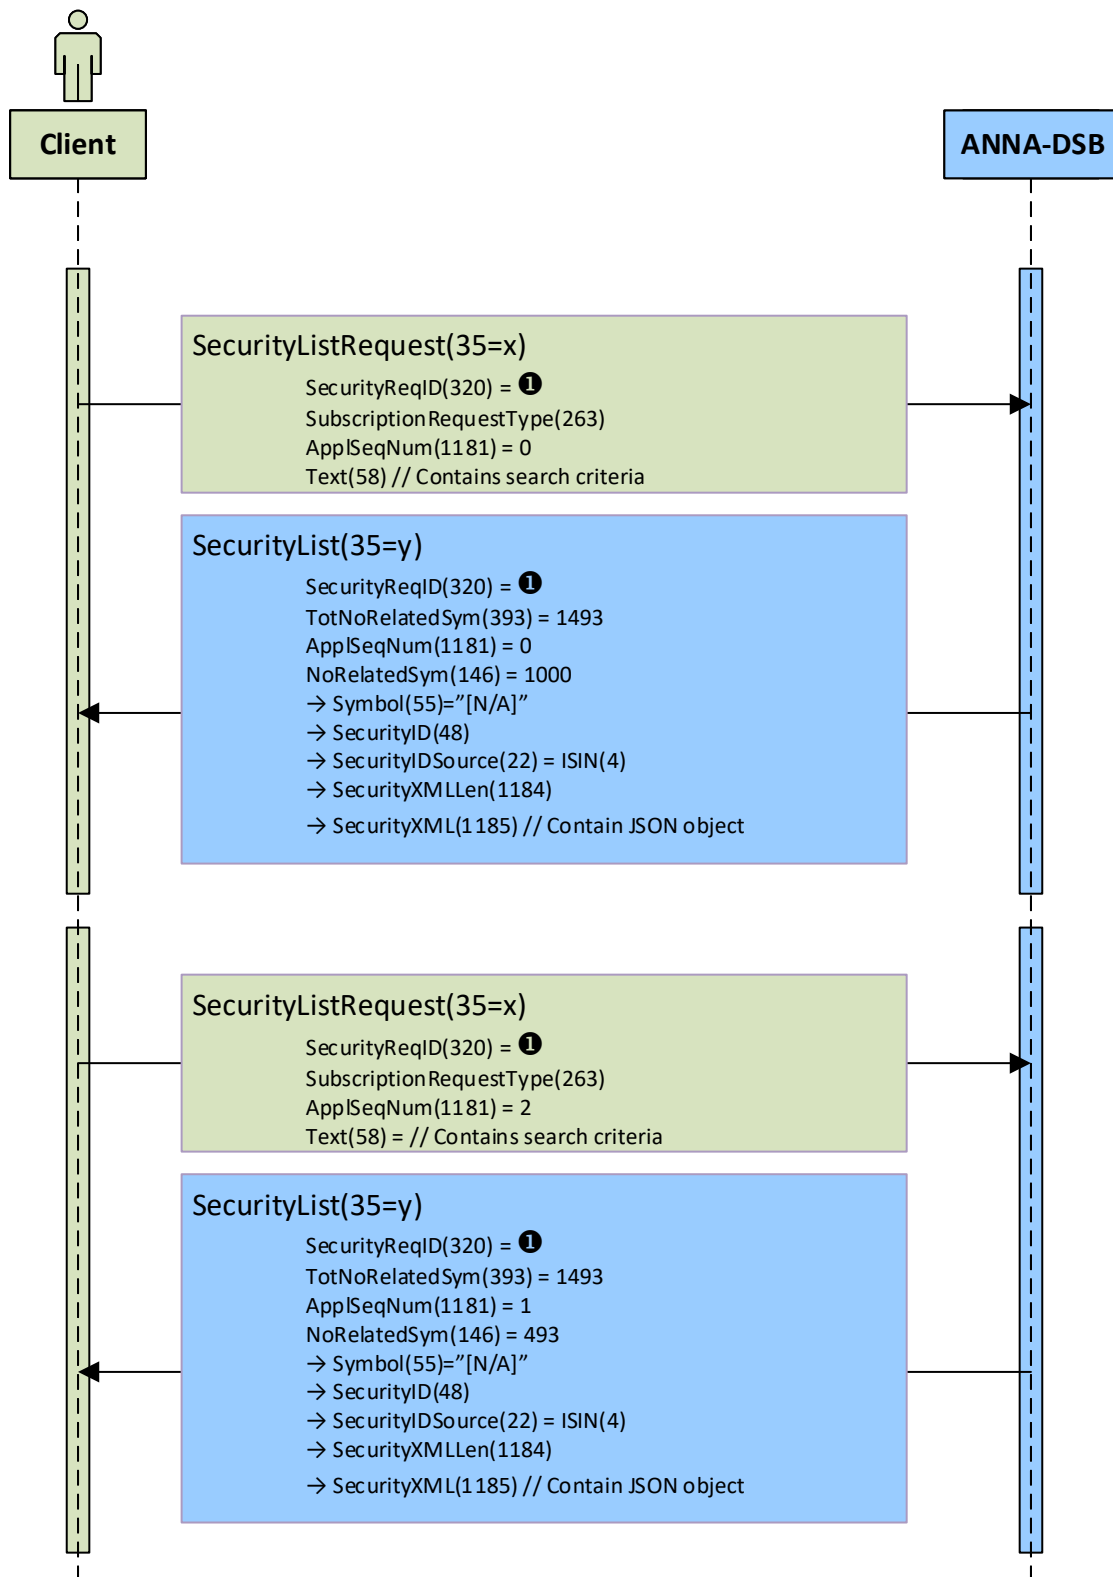 Client
ANNA-DSB
SecurityListRequest(35=x)
SecurityReqID(320) = ❶
SubscriptionRequestType(263)
ApplSeqNum(1181) = 0
Text(58) // Contains search criteria
SecurityList(35=y)
SecurityReqID(320) = ❶
TotNoRelatedSym(393) = 1493
ApplSeqNum(1181) = 0
NoRelatedSym(146) = 1000
→ Symbol(55)=”[N/A]”
→ SecurityID(48)
→ SecurityIDSource(22) = ISIN(4)
→ SecurityXMLLen(1184)
→ SecurityXML(1185) // Contain JSON object
SecurityListRequest(35=x)
SecurityReqID(320) = ❶
SubscriptionRequestType(263)
ApplSeqNum(1181) = 2
Text(58) = // Contains search criteria
SecurityList(35=y)
SecurityReqID(320) = ❶
TotNoRelatedSym(393) = 1493
ApplSeqNum(1181) = 1
NoRelatedSym(146) = 493
→ Symbol(55)=”[N/A]”
→ SecurityID(48)
→ SecurityIDSource(22) = ISIN(4)
→ SecurityXMLLen(1184)
→ SecurityXML(1185) // Contain JSON object